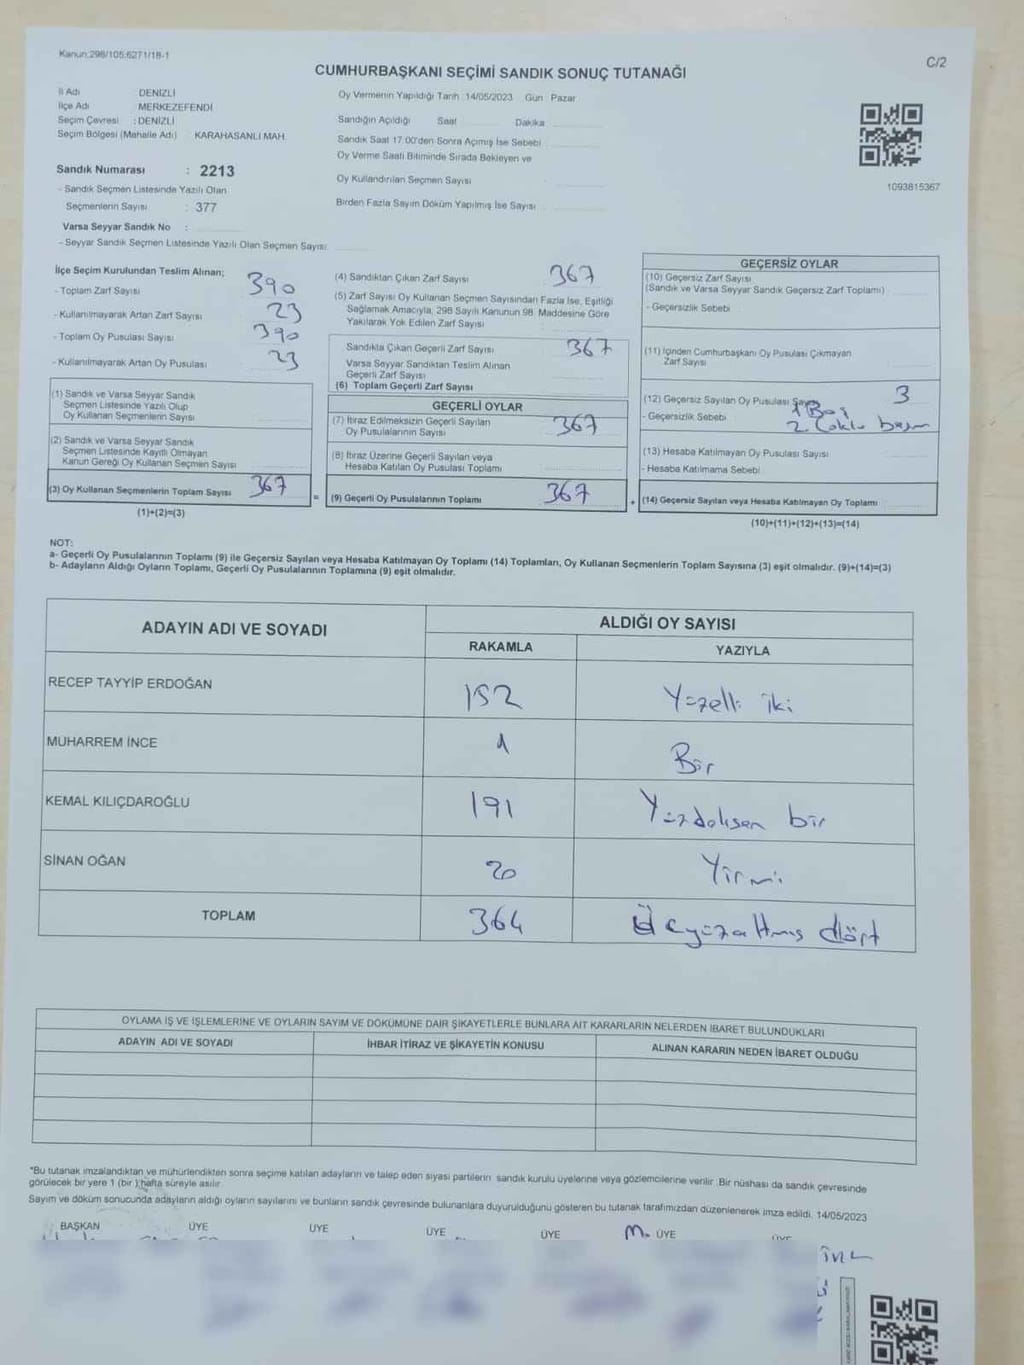 Kanun:298/105;6271/18-1
C/2
CUMHURBAŞKANI SEÇİMİ SANDIK SONUÇ TUTANAĞI
İl Adı DENİZLİ
İlçe Adı MERKEZEFENDİ
Seçim Çevresi : DENİZLİ
Seçim Bölgesi (Mahalle Adı) KARAHASANLI MAH.
Sandık Numarası : 2213
- Sandık Seçmen Listesinde Yazılı Olan
Seçmenlerin Sayısı : 377
Varsa Seyyar Sandık No :
- Seyyar Sandık Seçmen Listesinde Yazılı Olan Seçmen Sayısı
Oy Vermenin Yapıldığı Tarih :14/05/2023 Gün : Pazar
Sandığın Açıldığı Saat Dakika
Sandık Saat 17:00'den Sonra Açımış İse Sebebi
Oy Verme Saati Bitiminde Sırada Bekleyen ve
Oy Kullandırılan Seçmen Sayısı
Birden Fazla Sayım Döküm Yapılmış İse Sayısı
1093815367
İlçe Seçim Kurulundan Teslim Alınan;
- Toplam Zarf Sayısı 390
- Kullanılmayarak Artan Zarf Sayısı 23
- Toplam Oy Pusulası Sayısı 390
- Kullanılmayarak Artan Oy Pusulası 23
(1) Sandık ve Varsa Seyyar Sandık
Seçmen Listesinde Yazılı Olup
Oy Kullanan Seçmenlerin Sayısı
(2) Sandık ve Varsa Seyyar Sandık
Seçmen Listesinde Kayıtlı Olmayan
Kanun Gereği Oy Kullanan Seçmen Sayısı
(3) Oy Kullanan Seçmenlerin Toplam Sayısı 367
(1)+(2)=(3)
(4) Sandıktan Çıkan Zarf Sayısı 367
(5) Zarf Sayısı Oy Kullanan Seçmen Sayısından Fazla İse, Eşitliği
Sağlamak Amacıyla, 298 Sayılı Kanunun 98. Maddesine Göre
Yakılarak Yok Edilen Zarf Sayısı
Sandıkta Çıkan Geçerli Zarf Sayısı 367
Varsa Seyyar Sandıktan Teslim Alınan
Geçerli Zarf Sayısı
(6) Toplam Geçerli Zarf Sayısı
GEÇERLİ OYLAR
(7) İtiraz Edilmeksizin Geçerli Sayılan
Oy Pusulalarının Sayısı 367
(8) İtiraz Üzerine Geçerli Sayılan veya
Hesaba Katılan Oy Pusulası Toplamı
= (9) Geçerli Oy Pusulalarının Toplamı 367
GEÇERSİZ OYLAR
(10) Geçersiz Zarf Sayısı
(Sandık ve Varsa Seyyar Sandık Geçersiz Zarf Toplamı)
- Geçersizlik Sebebi
(11) İçinden Cumhurbaşkanı Oy Pusulası Çıkmayan
Zarf Sayısı
(12) Geçersiz Sayılan Oy Pusulası Sayısı 3
1 Boş
- Geçersizlik Sebebi 2 Çoklu basım
(13) Hesaba Katılmayan Oy Pusulası Sayısı
- Hesaba Katılmama Sebebi
+ (14) Geçersiz Sayılan veya Hesaba Katılmayan Oy Toplamı
(10)+(11)+(12)+(13)=(14)
NOT:
a- Geçerli Oy Pusulalarının Toplamı (9) ile Geçersiz Sayılan veya Hesaba Katılmayan Oy Toplamı (14) Toplamları, Oy Kullanan Seçmenlerin Toplam Sayısına (3) eşit olmalıdır. (9)+(14)=(3)
b- Adayların Aldığı Oyların Toplamı, Geçerli Oy Pusulalarının Toplamına (9) eşit olmalıdır.
ADAYIN ADI VE SOYADI ALDIĞI OY SAYISI
RAKAMLA YAZIYLA
RECEP TAYYİP ERDOĞAN 152 Yüzelli iki
MUHARREM İNCE 1 Bir
KEMAL KILIÇDAROĞLU 191 Yüzdoksan bir
SİNAN OĞAN 20 Yirmi
TOPLAM 364 Üçyüzaltmış dört
OYLAMA İŞ VE İŞLEMLERİNE VE OYLARIN SAYIM VE DÖKÜMÜNE DAİR ŞİKAYETLERLE BUNLARA AİT KARARLARIN NELERDEN İBARET BULUNDUKLARI
ADAYIN ADI VE SOYADI İHBAR İTİRAZ VE ŞİKAYETİN KONUSU ALINAN KARARIN NEDEN İBARET OLDUĞU
*Bu tutanak imzalandıktan ve mühürlendikten sonra seçime katılan adayların ve talep eden siyasi partilerin sandık kurulu üyelerine veya gözlemcilerine verilir. Bir nüshası da sandık çevresinde
görülecek bir yere 1 (bir) hafta süreyle asılır.
Sayım ve döküm sonucunda adayların aldığı oyların sayılarını ve bunların sandık çevresinde bulunanlara duyurulduğunu gösteren bu tutanak tarafımızdan düzenlenerek imza edildi. 14/05/2023
BAŞKAN ÜYE ÜYE ÜYE ÜYE ÜYE ÜYE